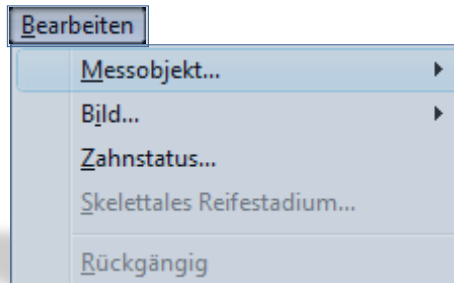 Bearbeiten
Messobjekt...
Bild...
Zahnstatus...
Skelettales Reifestadium...
Rückgängig